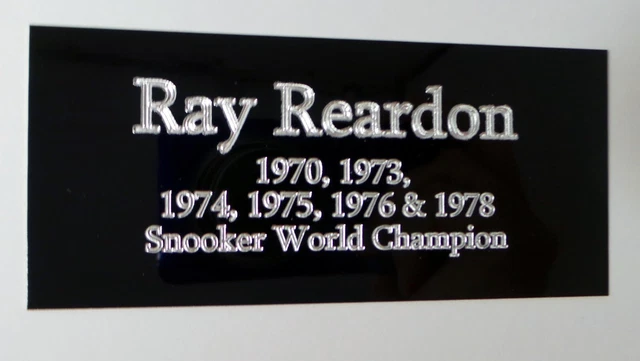 Ray Reardon
1970, 1973,
1974, 1975, 1976 & 1978
Snooker World Champion